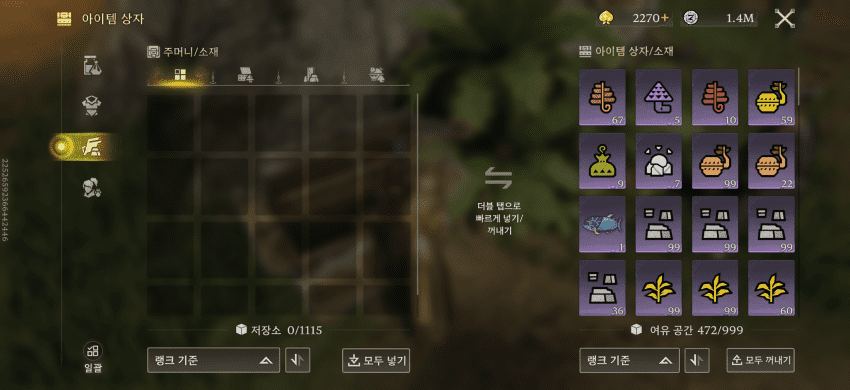 아이템 상자
2270+
1.4M
주머니/소재
아이템 상자/소재
67
5
10
59
9
7
99
22
1
99
99
99
36
99
99
60
더블 탭으로
빠르게 넣기/
꺼내기
저장소 0/1115
여유 공간 472/999
랭크 기준
모두 넣기
랭크 기준
모두 꺼내기
일괄